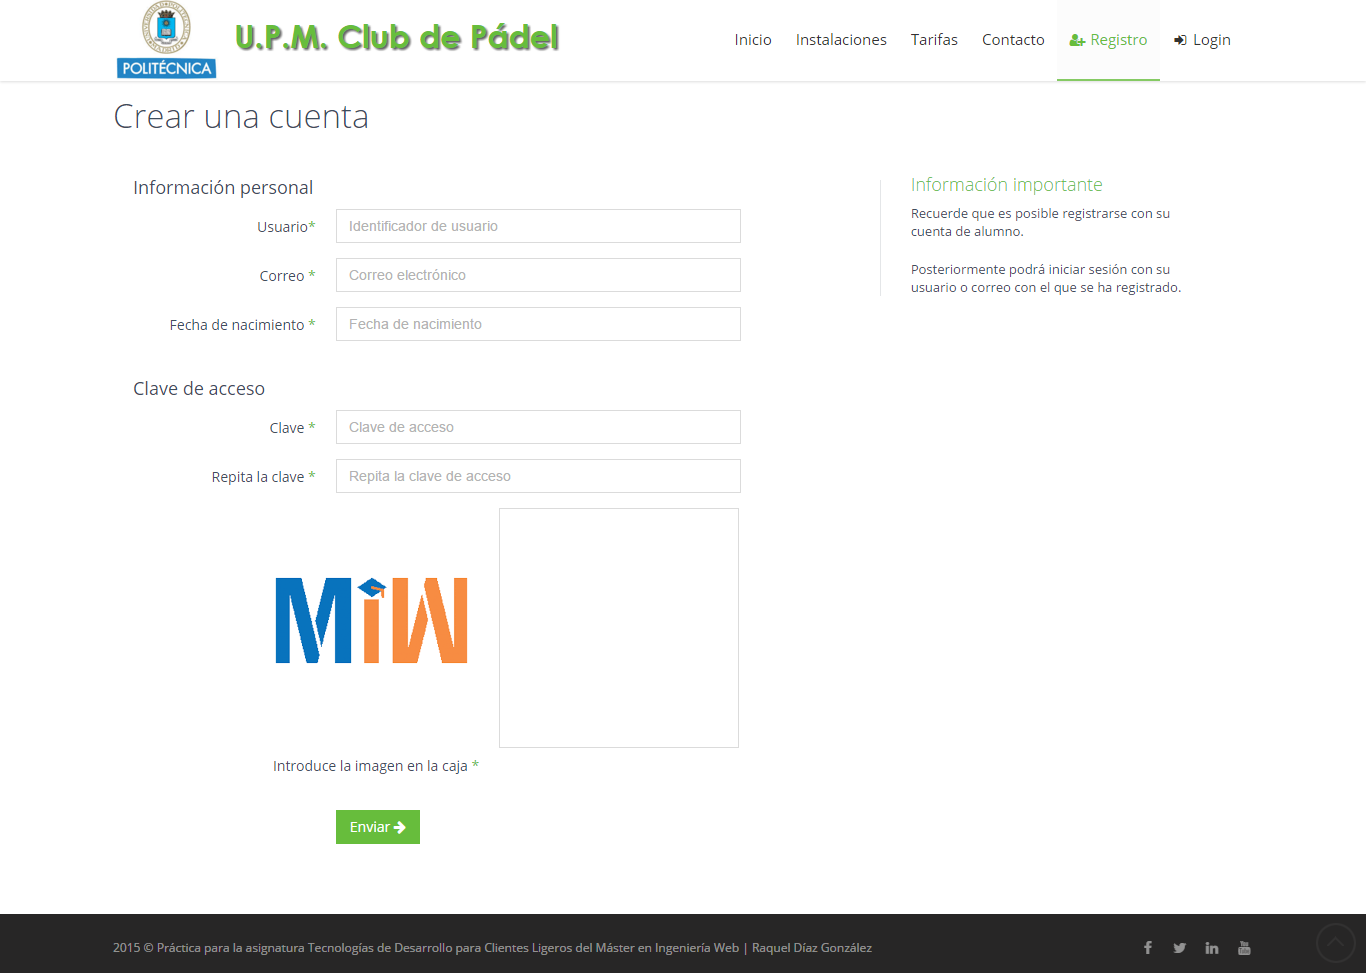 POLITÉCNICA
U.P.M. Club de Pádel
Inicio Instalaciones Tarifas Contacto Registro Login
Crear una cuenta
Información personal
Usuario* Identificador de usuario
Correo * Correo electrónico
Fecha de nacimiento * Fecha de nacimiento
Clave de acceso
Clave * Clave de acceso
Repita la clave * Repita la clave de acceso
MiW
Introduce la imagen en la caja *
Enviar
Información importante
Recuerde que es posible registrarse con su
cuenta de alumno.
Posteriormente podrá iniciar sesión con su
usuario o correo con el que se ha registrado.
2015 © Práctica para la asignatura Tecnologías de Desarrollo para Clientes Ligeros del Máster en Ingeniería Web | Raquel Díaz González